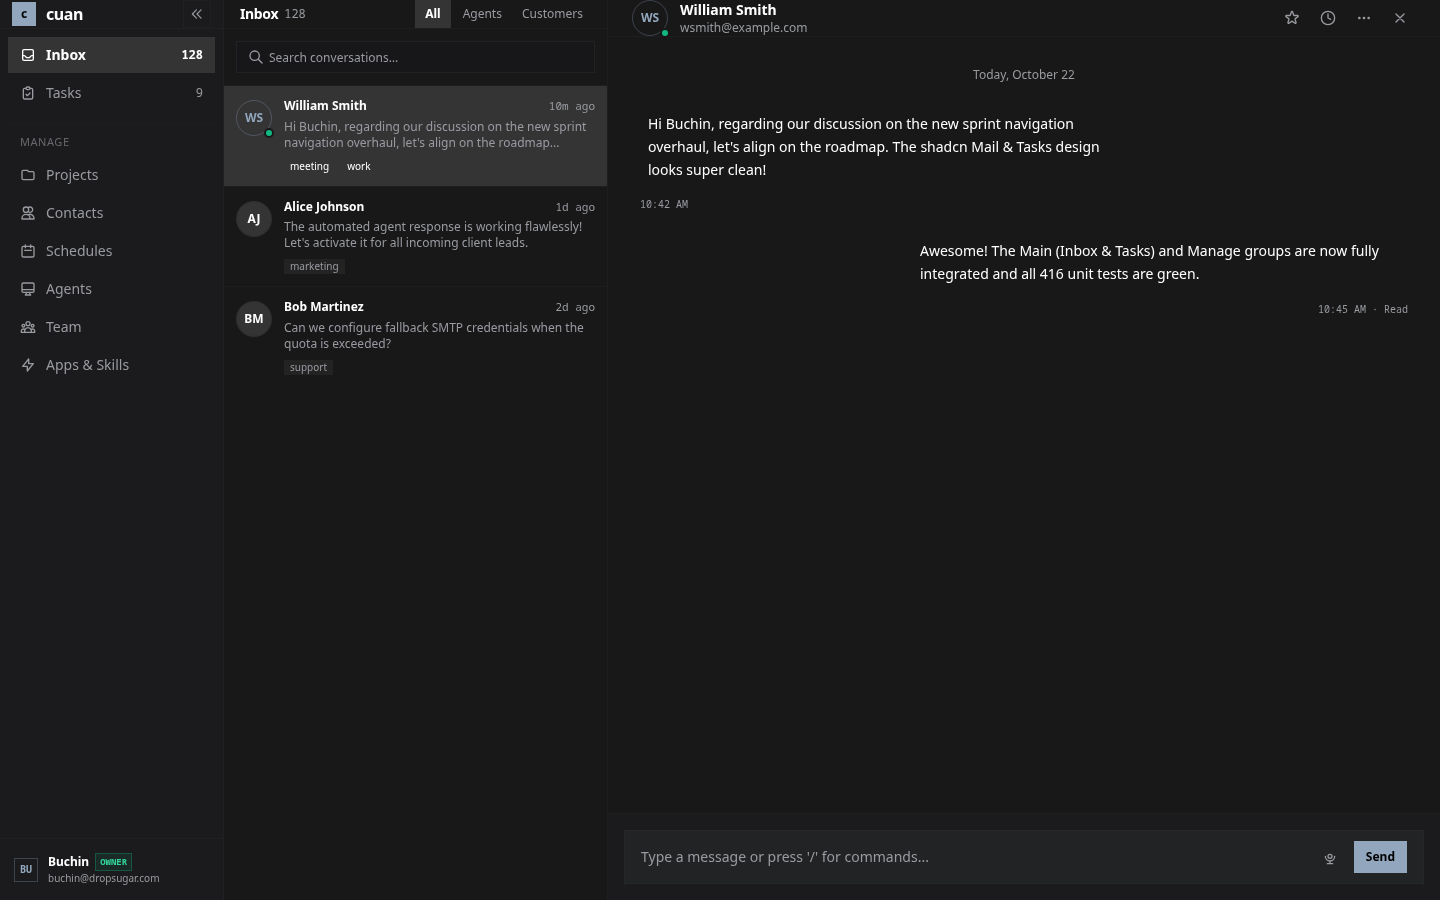 c cuan
Inbox 128
Tasks 9
MANAGE
Projects
Contacts
Schedules
Agents
Team
Apps & Skills
BU
Buchin OWNER
buchin@dropsugar.com
Inbox 128 All Agents Customers
Search conversations...
WS
William Smith 10m ago
Hi Buchin, regarding our discussion on the new sprint
navigation overhaul, let's align on the roadmap...
meeting work
AJ
Alice Johnson 1d ago
The automated agent response is working flawlessly!
Let's activate it for all incoming client leads.
marketing
BM
Bob Martinez 2d ago
Can we configure fallback SMTP credentials when the
quota is exceeded?
support
WS
William Smith
wsmith@example.com
Today, October 22
Hi Buchin, regarding our discussion on the new sprint navigation
overhaul, let's align on the roadmap. The shadcn Mail & Tasks design
looks super clean!
10:42 AM
Awesome! The Main (Inbox & Tasks) and Manage groups are now fully
integrated and all 416 unit tests are green.
10:45 AM · Read
Type a message or press '/' for commands...
Send